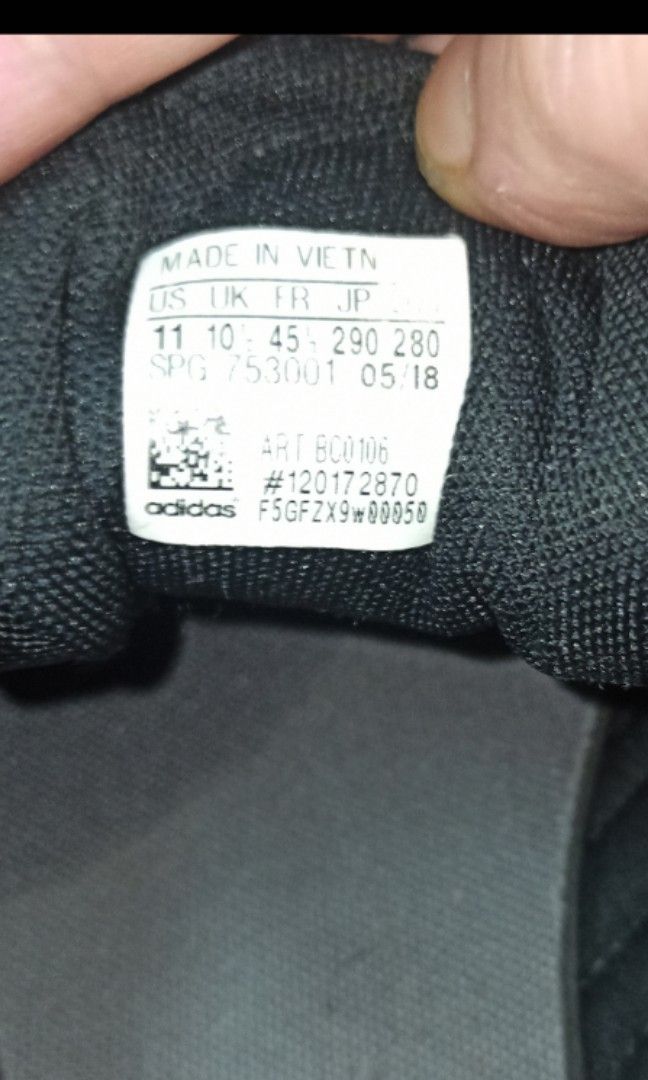 MADE IN VIETN
US UK FR JP
11 10½ 45½ 290 280
SPG 753001 05/18
ART BC0106
#120172870
adidas F5GFZX9w00050